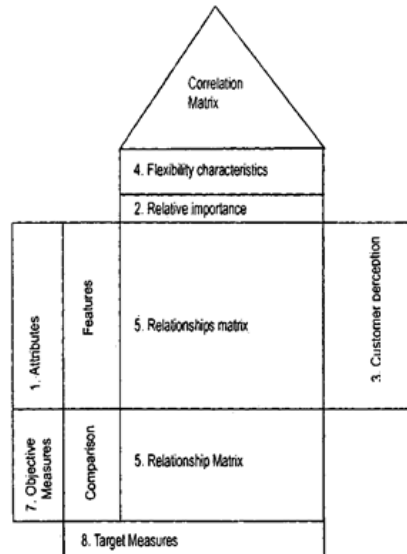 Correlation
Matrix
4. Flexibility characteristics
2. Relative importance
1. Attributes
Features
5. Relationships matrix
3. Customer perception
7. Objective
Measures
Comparison
5. Relationship Matrix
8. Target Measures